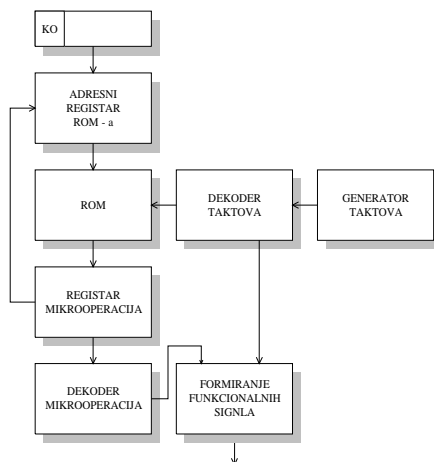 KO
ADRESNI
REGISTAR
ROM - a
ROM
DEKODER
TAKTOVA
GENERATOR
TAKTOVA
REGISTAR
MIKROOPERACIJA
DEKODER
MIKROOPERACIJA
FORMIRANJE
FUNKCIONALNIH
SIGNLA